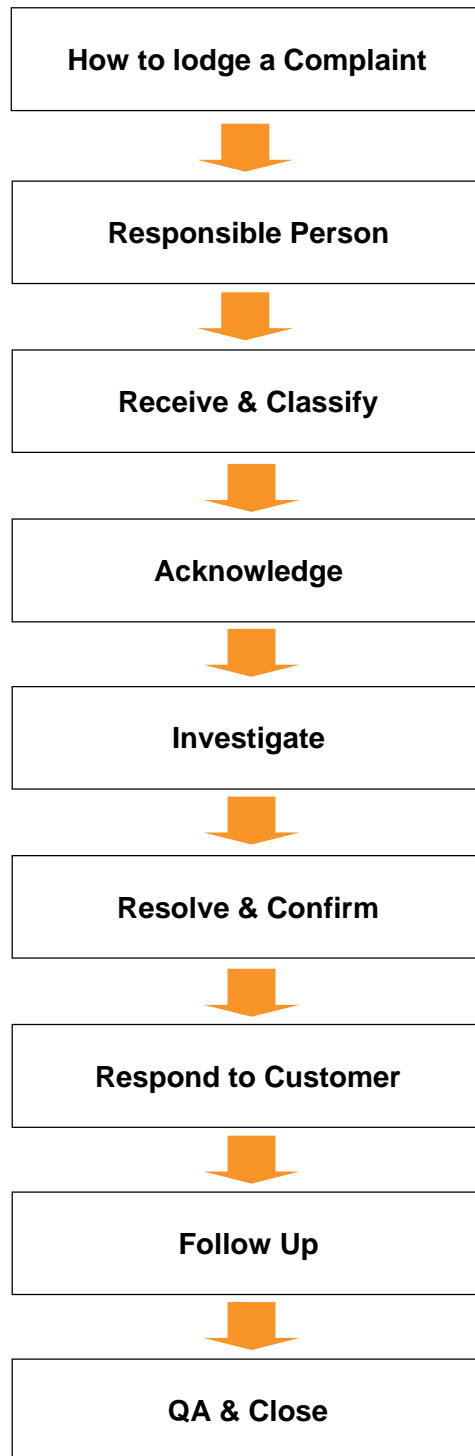 How to lodge a Complaint
Responsible Person
Receive & Classify
Acknowledge
Investigate
Resolve & Confirm
Respond to Customer
Follow Up
QA & Close